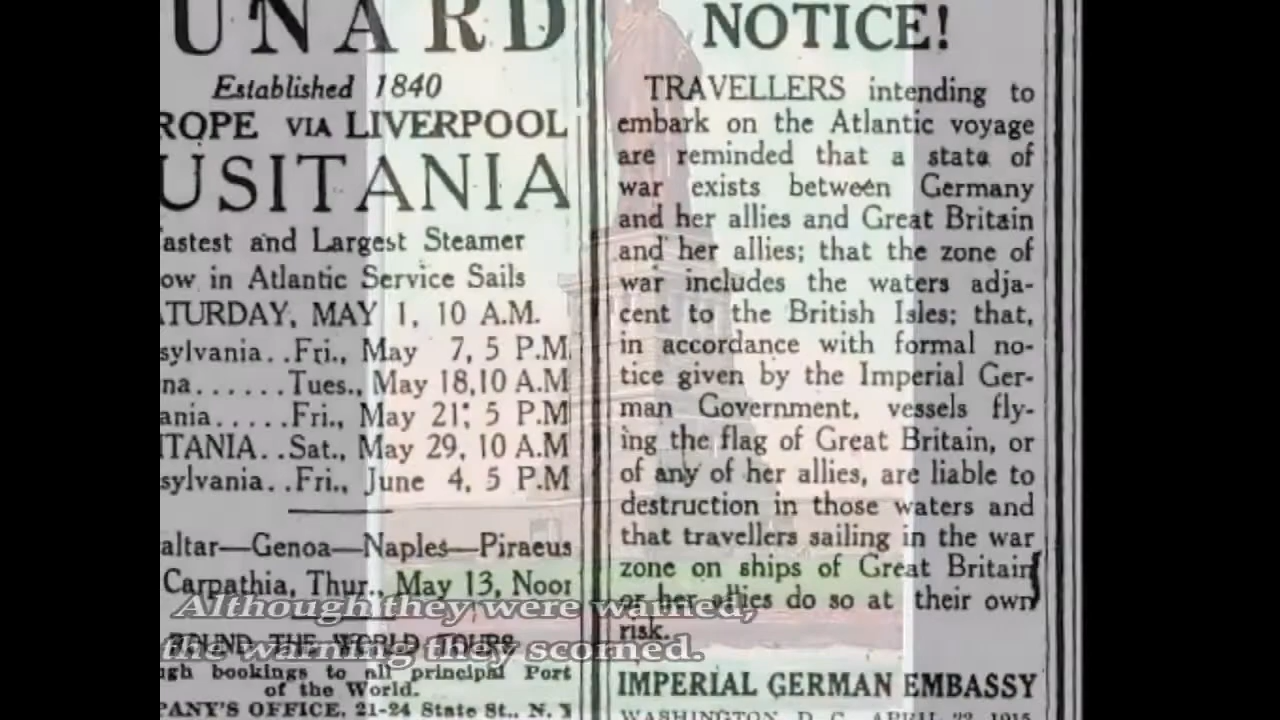 UNARD
Established 1840
ROPE VIA LIVERPOOL
USITANIA
astest and Largest Steamer
ow in Atlantic Service Sails
ATURDAY, MAY 1, 10 A.M.
sylvania..Fri., May 7, 5 P.M.
na......Tues., May 18,10 A.M
ania.....Fri., May 21, 5 P.M
ITANIA..Sat., May 29, 10 A.M
sylvania..Fri., June 4, 5 P.M
altar—Genoa—Naples—Piraeus
Carpathia, Thur., May 13, Noon
ROUND THE WORLD TOURS
ugh bookings to all principal Port
of the World.
PANY'S OFFICE, 21-24 State St., N. Y
NOTICE!
TRAVELLERS intending to
embark on the Atlantic voyage
are reminded that a state of
war exists between Germany
and her allies and Great Britain
and her allies; that the zone of
war includes the waters adja-
cent to the British Isles; that,
in accordance with formal no-
tice given by the Imperial Ger-
man Government, vessels fly-
ing the flag of Great Britain, or
of any of her allies, are liable to
destruction in those waters and
that travellers sailing in the war
zone on ships of Great Britain
or her allies do so at their own
risk.
IMPERIAL GERMAN EMBASSY
WASHINGTON, D. C., APRIL 22, 1915
Although they were warned,
the warning they scorned.